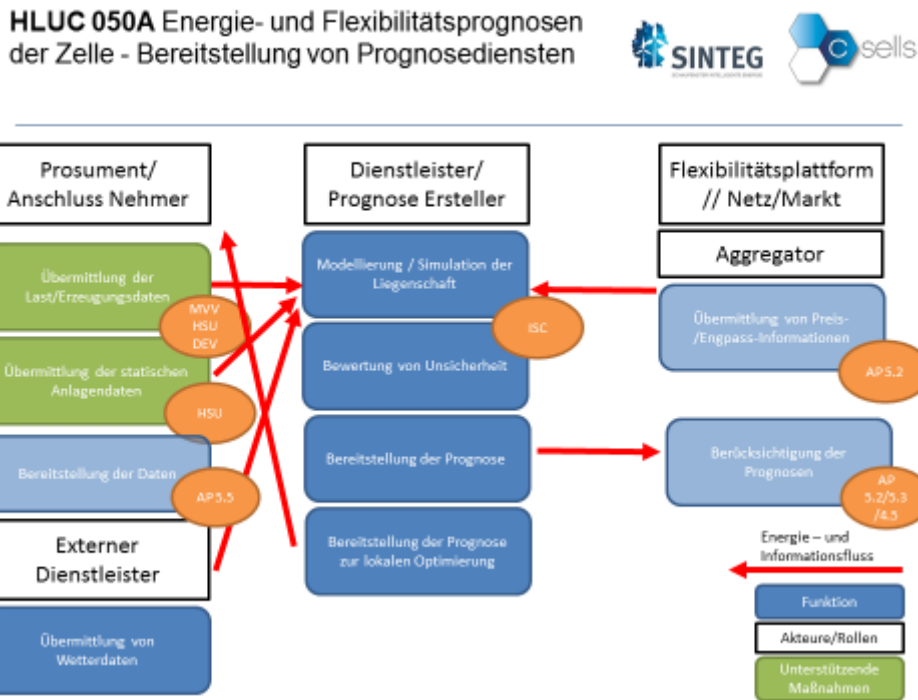 HLUC 050A Energie- und Flexibilitätsprognosen
der Zelle - Bereitstellung von Prognosediensten
SINTEG
C sells
Prosument/
Anschluss Nehmer
Übermittlung der
Last/Erzeugungsdaten
MVV
HSU
DEV
Übermittlung der statischen
Anlagendaten
HSU
Bereitstellung der Daten
AP5.5
Externer
Dienstleister
Übermittlung von
Wetterdaten
Dienstleister/
Prognose Ersteller
Modellierung / Simulation der
Liegenschaft
ISC
Bewertung von Unsicherheit
Bereitstellung der Prognose
Bereitstellung der Prognose
zur lokalen Optimierung
Flexibilitätsplattform
// Netz/Markt
Aggregator
Übermittlung von Preis-
/Engpass-Informationen
AP5.2
Berücksichtigung der
Prognosen
AP
5.2/5.3
/4.5
Energie – und
Informationsfluss
Funktion
Akteure/Rollen
Unterstützende
Maßnahmen